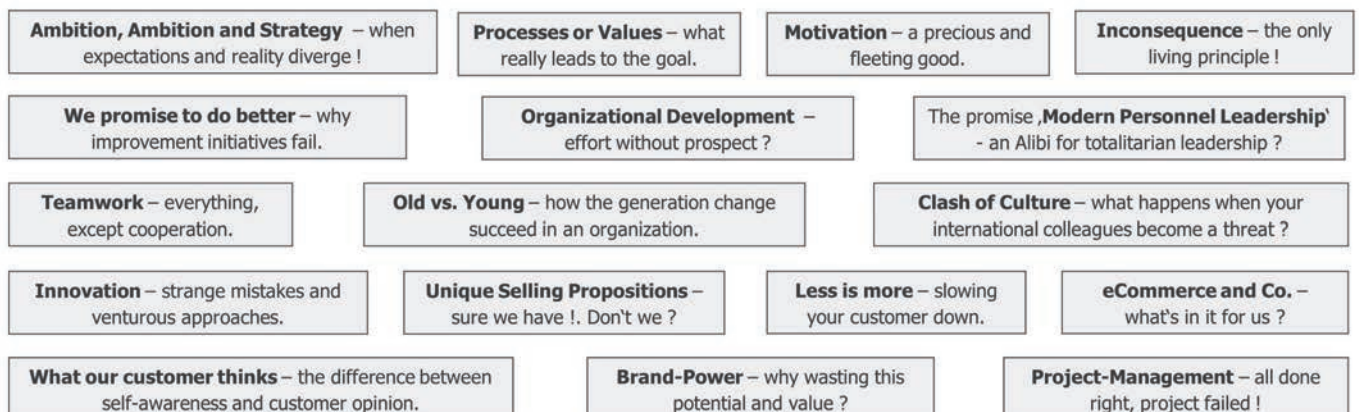 Ambition, Ambition and Strategy – when
expectations and reality diverge !
Processes or Values – what
really leads to the goal.
Motivation – a precious and
fleeting good.
Inconsequence – the only
living principle !
We promise to do better – why
improvement initiatives fail.
Organizational Development –
effort without prospect ?
The promise ‚Modern Personnel Leadership‘
- an Alibi for totalitarian leadership ?
Teamwork – everything,
except cooperation.
Old vs. Young – how the generation change
succeed in an organization.
Clash of Culture – what happens when your
international colleagues become a threat ?
Innovation – strange mistakes and
venturous approaches.
Unique Selling Propositions –
sure we have !. Don‘t we ?
Less is more – slowing
your customer down.
eCommerce and Co. –
what‘s in it for us ?
What our customer thinks – the difference between
self-awareness and customer opinion.
Brand-Power – why wasting this
potential and value ?
Project-Management – all done
right, project failed !